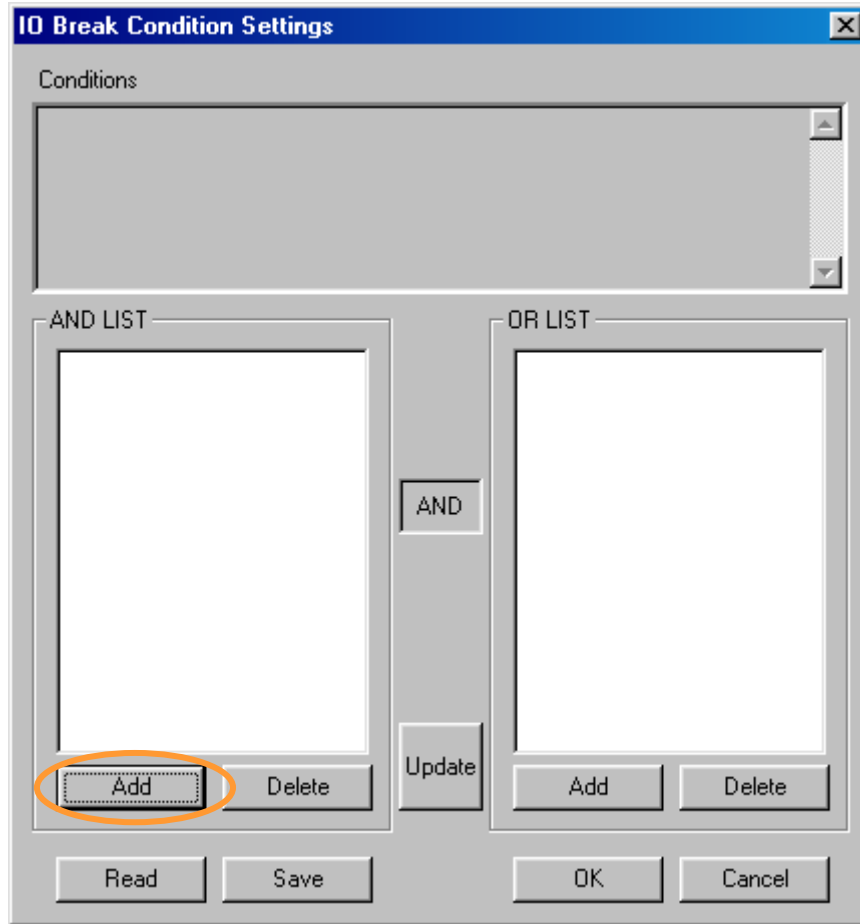 IO Break Condition Settings
Conditions
AND LIST
OR LIST
AND
Update
Add
Delete
Add
Delete
Read
Save
OK
Cancel